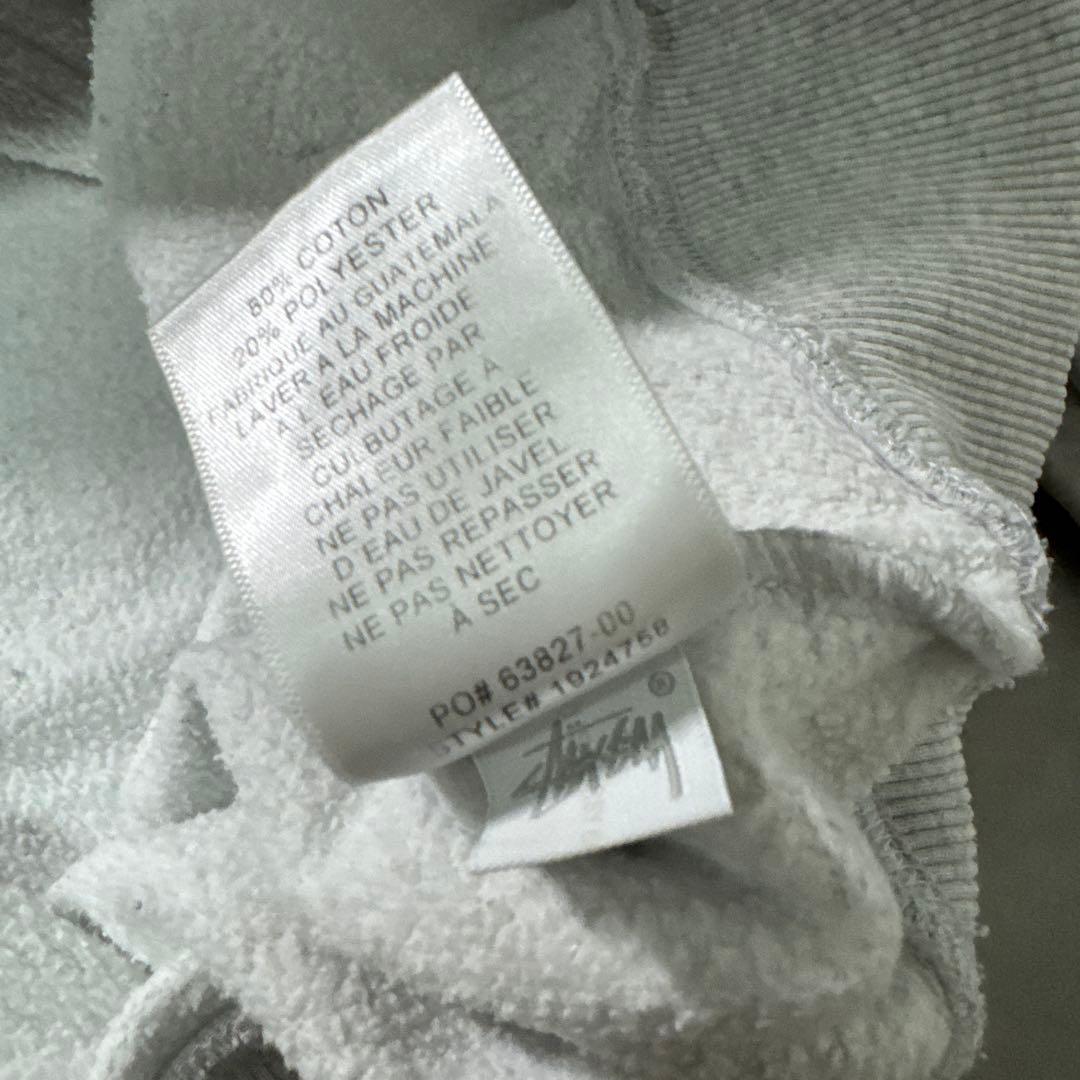 80% COTON
20% POLYESTER
FABRIQUE AU GUATEMALA
LAVER A LA MACHINE
A L'EAU FROIDE
SECHAGE PAR
CULBUTAGE A
CHALEUR FAIBLE
NE PAS UTILISER
D'EAU DE JAVEL
NE PAS REPASSER
NE PAS NETTOYER
À SEC
PO# 63827-00
STYLE# 1924768
Stüssy ®